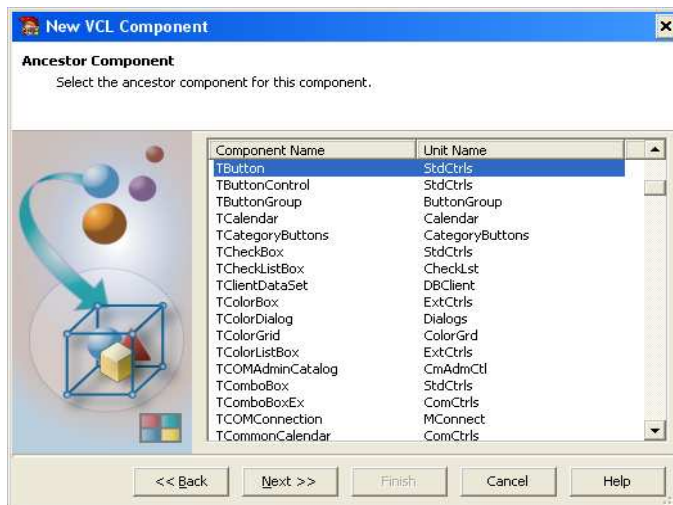 New VCL Component
Ancestor Component
Select the ancestor component for this component.
Component Name Unit Name
TButton StdCtrls
TButtonControl StdCtrls
TButtonGroup ButtonGroup
TCalendar Calendar
TCategoryButtons CategoryButtons
TCheckBox StdCtrls
TCheckListBox CheckLst
TClientDataSet DBClient
TColorBox ExtCtrls
TColorDialog Dialogs
TColorGrid ColorGrd
TColorListBox ExtCtrls
TCOMAdminCatalog CmAdmCtl
TComboBox StdCtrls
TComboBoxEx ComCtrls
TCOMConnection MConnect
TCommonCalendar ComCtrls
<< Back Next >> Finish Cancel Help